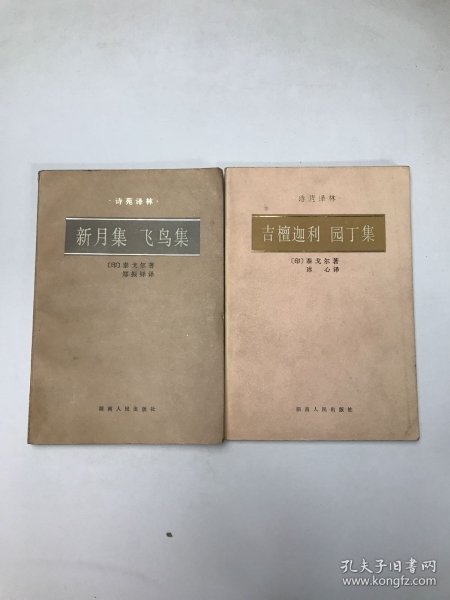 ·诗苑译林·
新月集 飞鸟集
〔印〕泰戈尔著
郑振铎译
湖南人民出版社
诗苑译林
吉檀迦利 园丁集
〔印〕泰戈尔著
冰心译
湖南人民出版社
孔夫子旧书网
www.kongfz.com